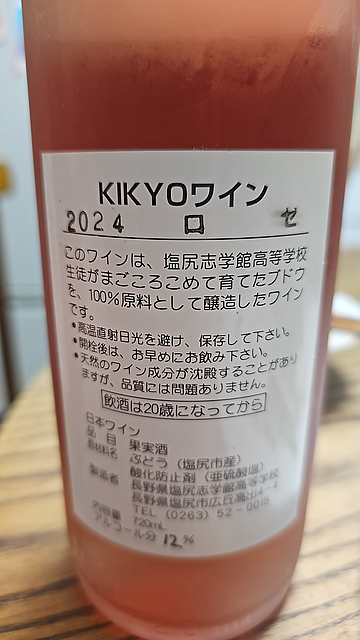 KIKYOワイン
2024 ロゼ
このワインは、塩尻志学館高等学校
生徒がまごころこめて育てたブドウ
を、100%原料として醸造したワイン
です。
•高温直射日光を避け、保存して下さい。
•開栓後は、お早めにお飲み下さい。
•天然のワイン成分が沈殿することがあり
ますが、品質には問題ありません。
飲酒は20歳になってから
日本ワイン
品目 果実酒
原材料名 ぶどう(塩尻市産)
酸化防止剤(亜硫酸塩)
製造者 長野県塩尻志学館高等学校
長野県塩尻市広丘高出4-4
TEL (0263) 52-0015
内容量 720mL
アルコール分 12%